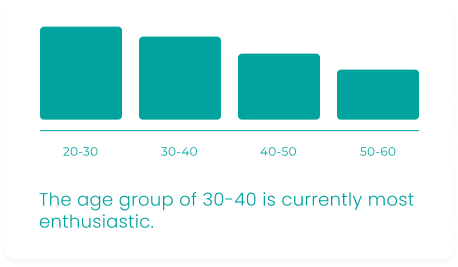 20-30 30-40 40-50 50-60
The age group of 30-40 is currently most
enthusiastic.